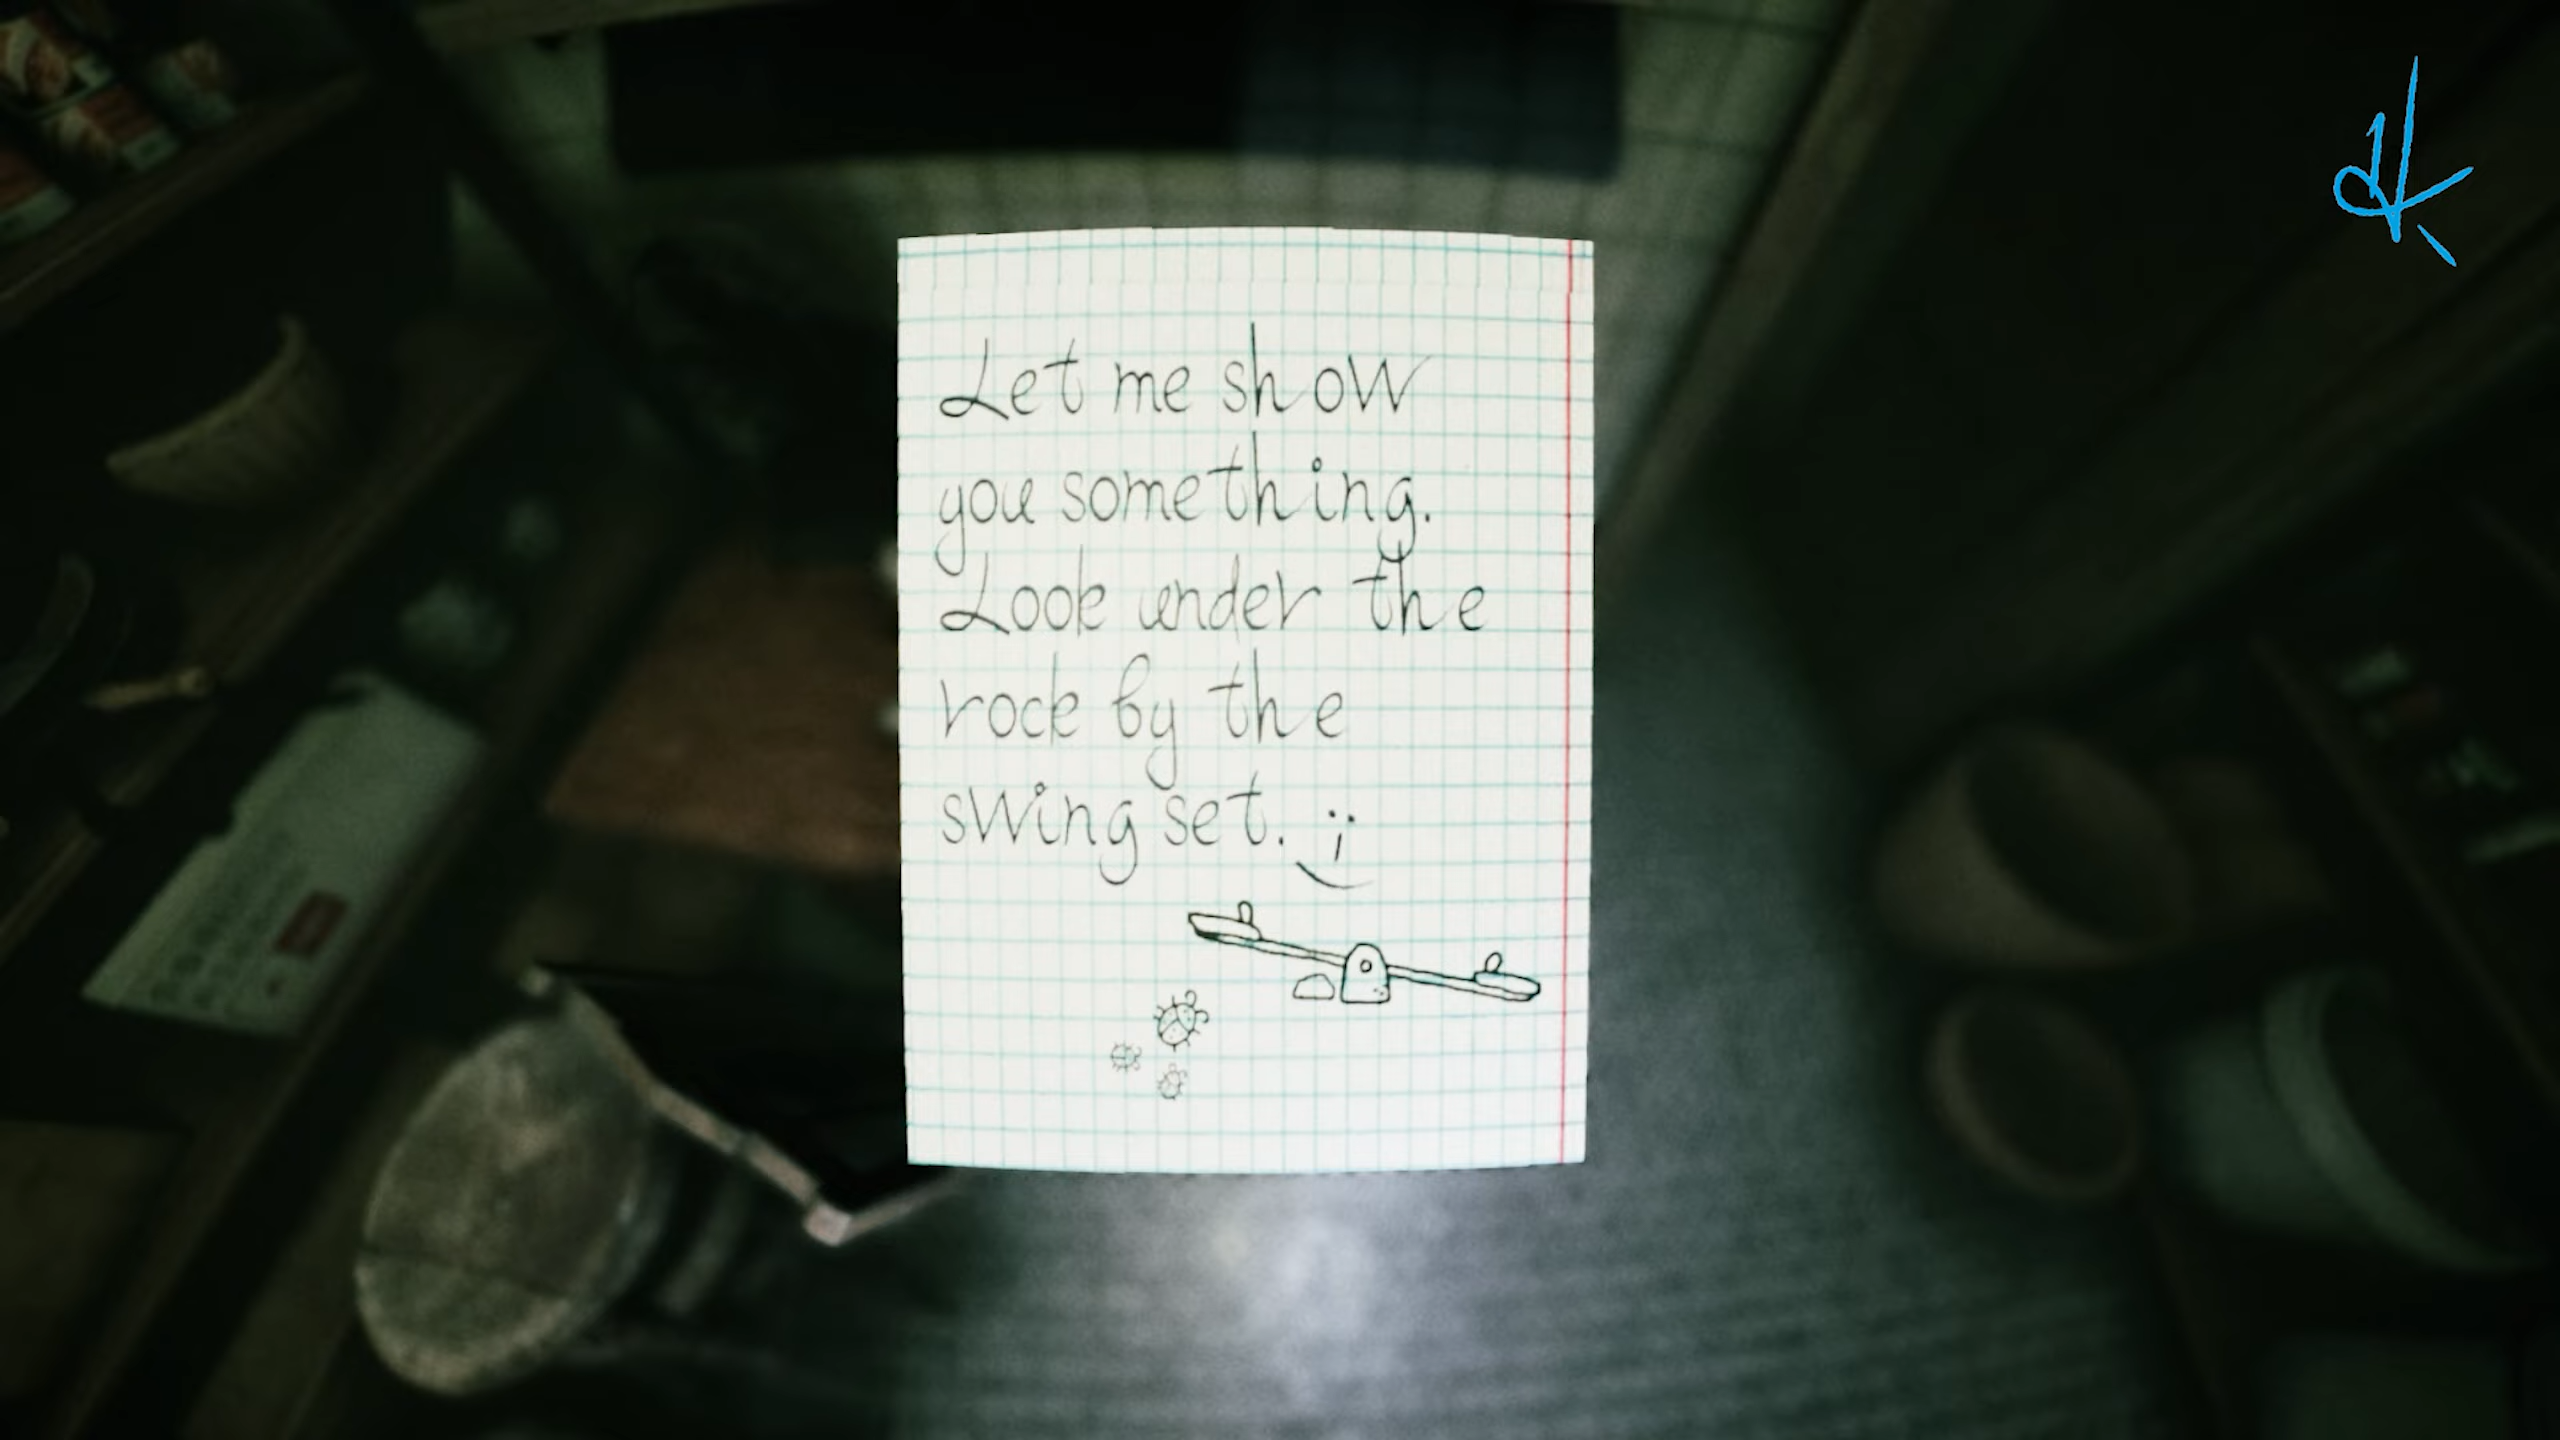 Let me show
you something.
Look under the
rock by the
swing set.